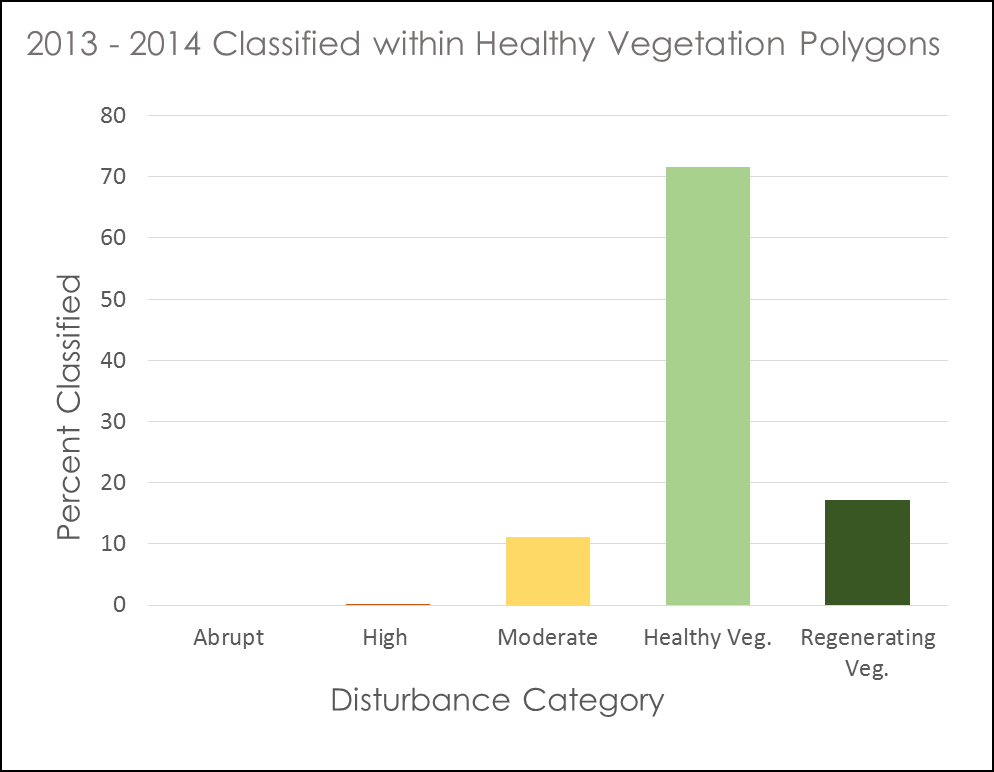 2013 - 2014 Classified within Healthy Vegetation Polygons
80
70
60
50
40
30
20
10
0
Percent Classified
Abrupt
High
Moderate
Healthy Veg.
Regenerating
Veg.
Disturbance Category